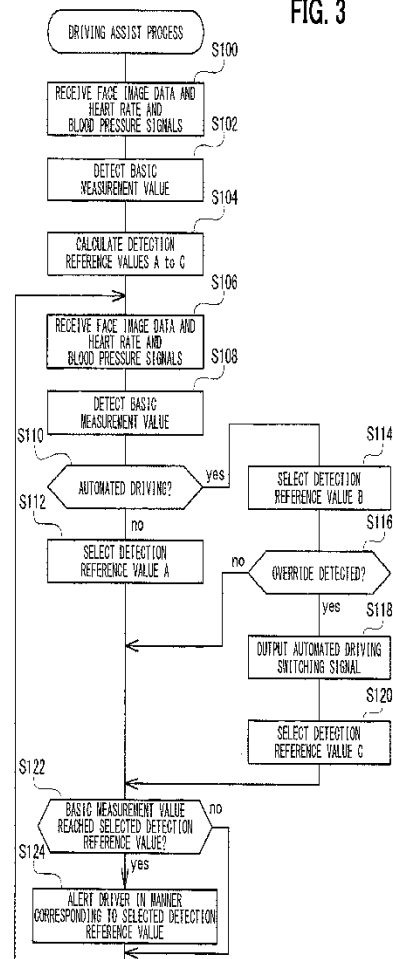 FIG. 3
DRIVING ASSIST PROCESS
S100
RECEIVE FACE IMAGE DATA AND
HEART RATE AND
BLOOD PRESSURE SIGNALS
S102
DETECT BASIC
MEASUREMENT VALUE
S104
CALCULATE DETECTION
REFERENCE VALUES A to C
S106
RECEIVE FACE IMAGE DATA AND
HEART RATE AND
BLOOD PRESSURE SIGNALS
S108
DETECT BASIC
MEASUREMENT VALUE
S110
AUTOMATED DRIVING?
yes
no
S114
SELECT DETECTION
REFERENCE VALUE B
S112
SELECT DETECTION
REFERENCE VALUE A
S116
OVERRIDE DETECTED?
no
yes
S118
OUTPUT AUTOMATED DRIVING
SWITCHING SIGNAL
S120
SELECT DETECTION
REFERENCE VALUE C
S122
BASIC MEASUREMENT VALUE
REACHED SELECTED DETECTION
REFERENCE VALUE?
no
yes
S124
ALERT DRIVER IN MANNER
CORRESPONDING TO SELECTED DETECTION
REFERENCE VALUE